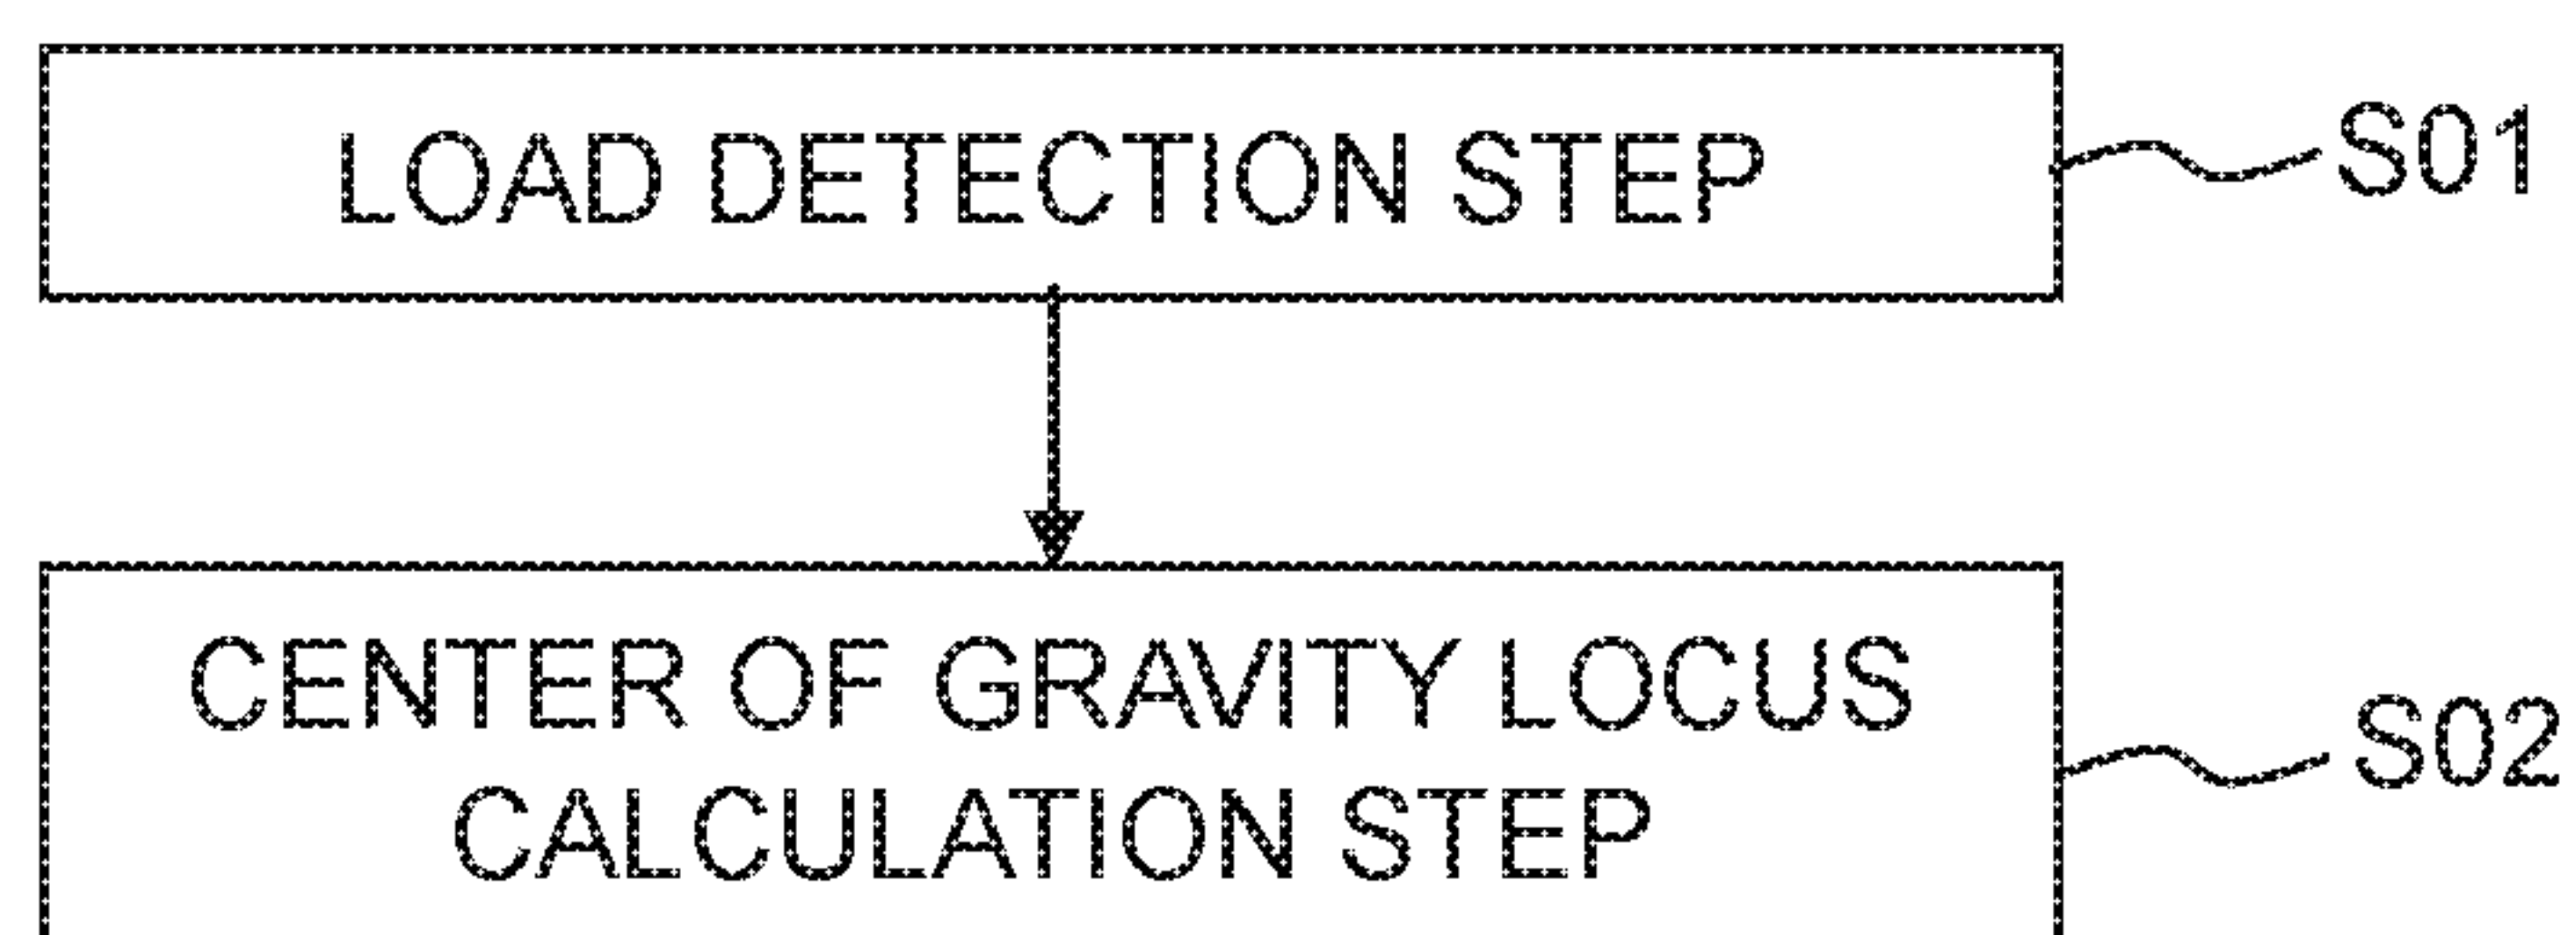 LOAD DETECTION STEP S01
CENTER OF GRAVITY LOCUS
CALCULATION STEP
S02